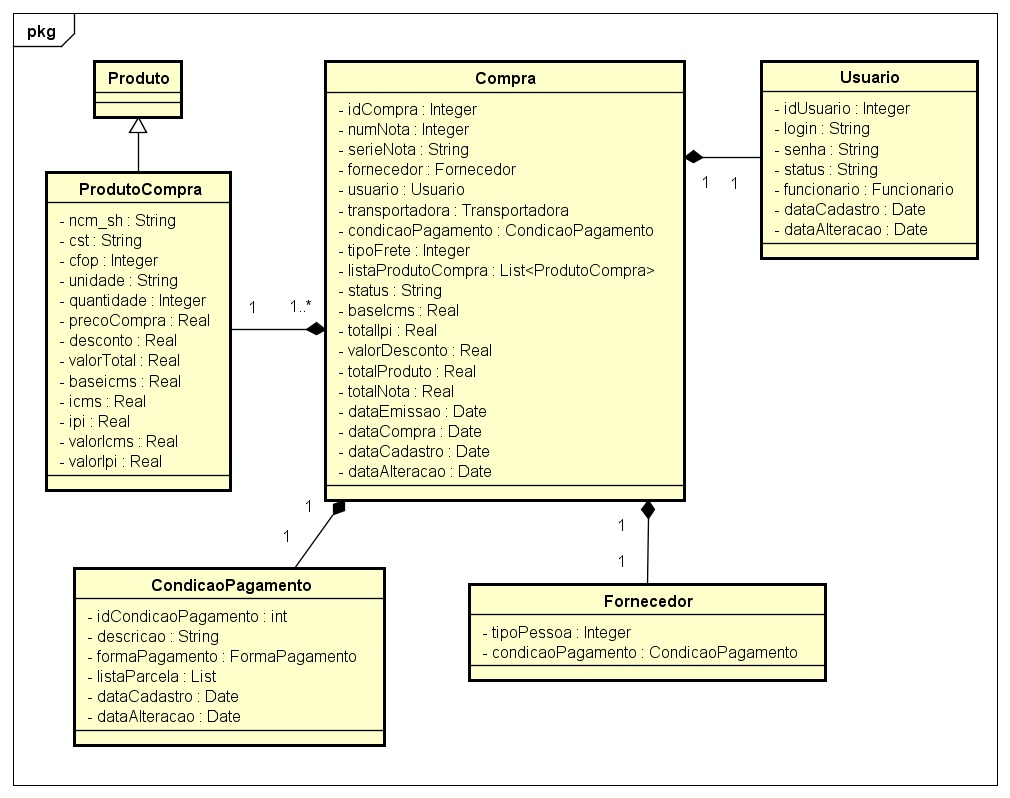 pkg
Produto
ProdutoCompra
- ncm_sh : String
- cst : String
- cfop : Integer
- unidade : String
- quantidade : Integer
- precoCompra : Real
- desconto : Real
- valorTotal : Real
- baseicms : Real
- icms : Real
- ipi : Real
- valorIcms : Real
- valorIpi : Real
1
1..*
Compra
- idCompra : Integer
- numNota : Integer
- serieNota : String
- fornecedor : Fornecedor
- usuario : Usuario
- transportadora : Transportadora
- condicaoPagamento : CondicaoPagamento
- tipoFrete : Integer
- listaProdutoCompra : List<ProdutoCompra>
- status : String
- baseIcms : Real
- totalIpi : Real
- valorDesconto : Real
- totalProduto : Real
- totalNota : Real
- dataEmissao : Date
- dataCompra : Date
- dataCadastro : Date
- dataAlteracao : Date
1
1
Usuario
- idUsuario : Integer
- login : String
- senha : String
- status : String
- funcionario : Funcionario
- dataCadastro : Date
- dataAlteracao : Date
1
1
CondicaoPagamento
- idCondicaoPagamento : int
- descricao : String
- formaPagamento : FormaPagamento
- listaParcela : List
- dataCadastro : Date
- dataAlteracao : Date
1
1
Fornecedor
- tipoPessoa : Integer
- condicaoPagamento : CondicaoPagamento